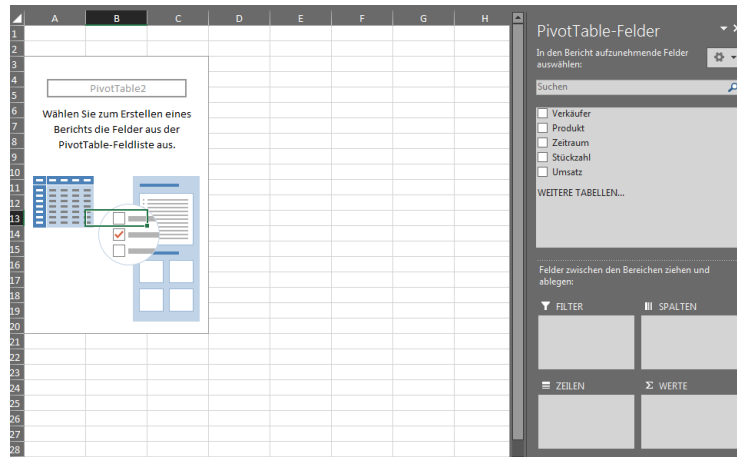 A B C D E F G H
1
2
3
4
5
6
7
8
9
10
11
12
13
14
15
16
17
18
19
20
21
22
23
24
25
26
27
28
PivotTable2
Wählen Sie zum Erstellen eines
Berichts die Felder aus der
PivotTable-Feldliste aus.
PivotTable-Felder
In den Bericht aufzunehmende Felder
auswählen:
Suchen
Verkäufer
Produkt
Zeitraum
Stückzahl
Umsatz
WEITERE TABELLEN...
Felder zwischen den Bereichen ziehen und
ablegen:
FILTER
SPALTEN
ZEILEN
Σ WERTE